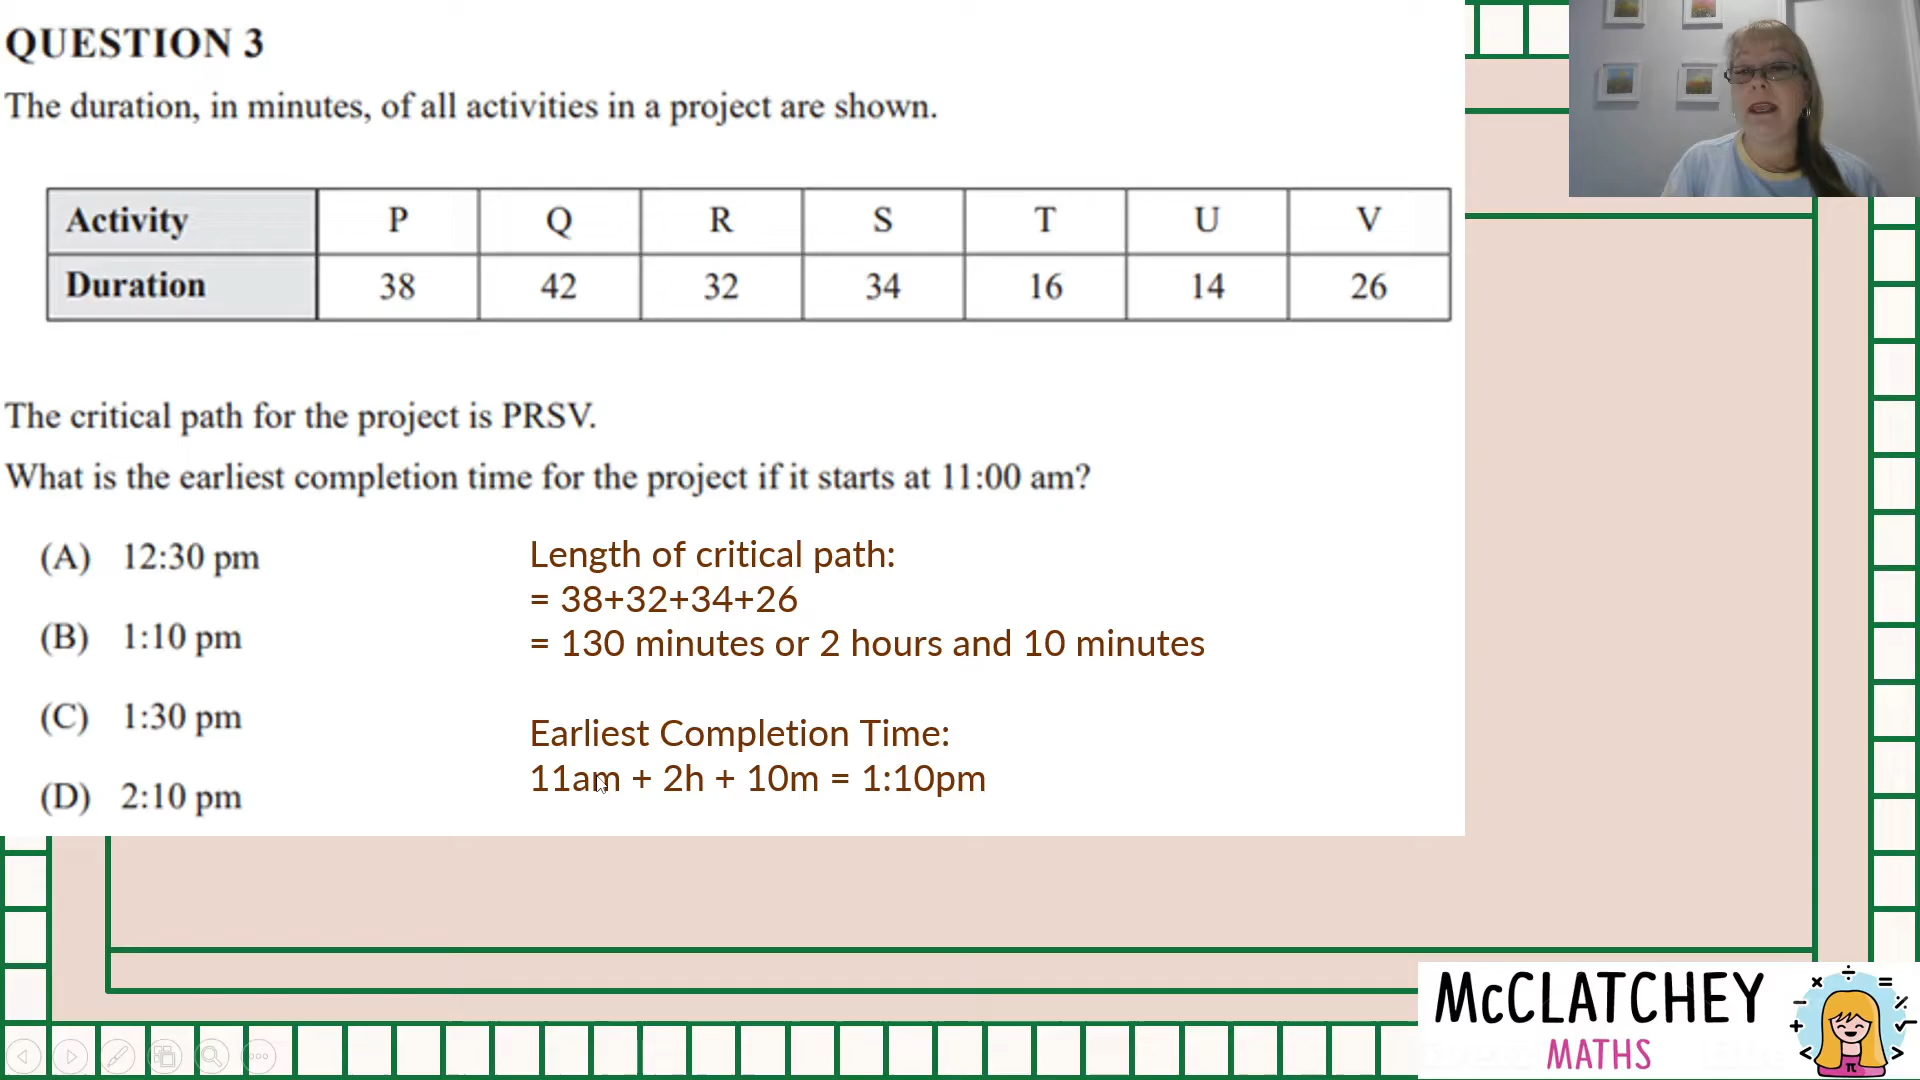 QUESTION 3
The duration, in minutes, of all activities in a project are shown.
Activity P Q R S T U V
Duration 38 42 32 34 16 14 26
The critical path for the project is PRSV.
What is the earliest completion time for the project if it starts at 11:00 am?
(A) 12:30 pm
(B) 1:10 pm
(C) 1:30 pm
(D) 2:10 pm
Length of critical path:
= 38+32+34+26
= 130 minutes or 2 hours and 10 minutes
Earliest Completion Time:
11am + 2h + 10m = 1:10pm
McCLATCHEY
MATHS